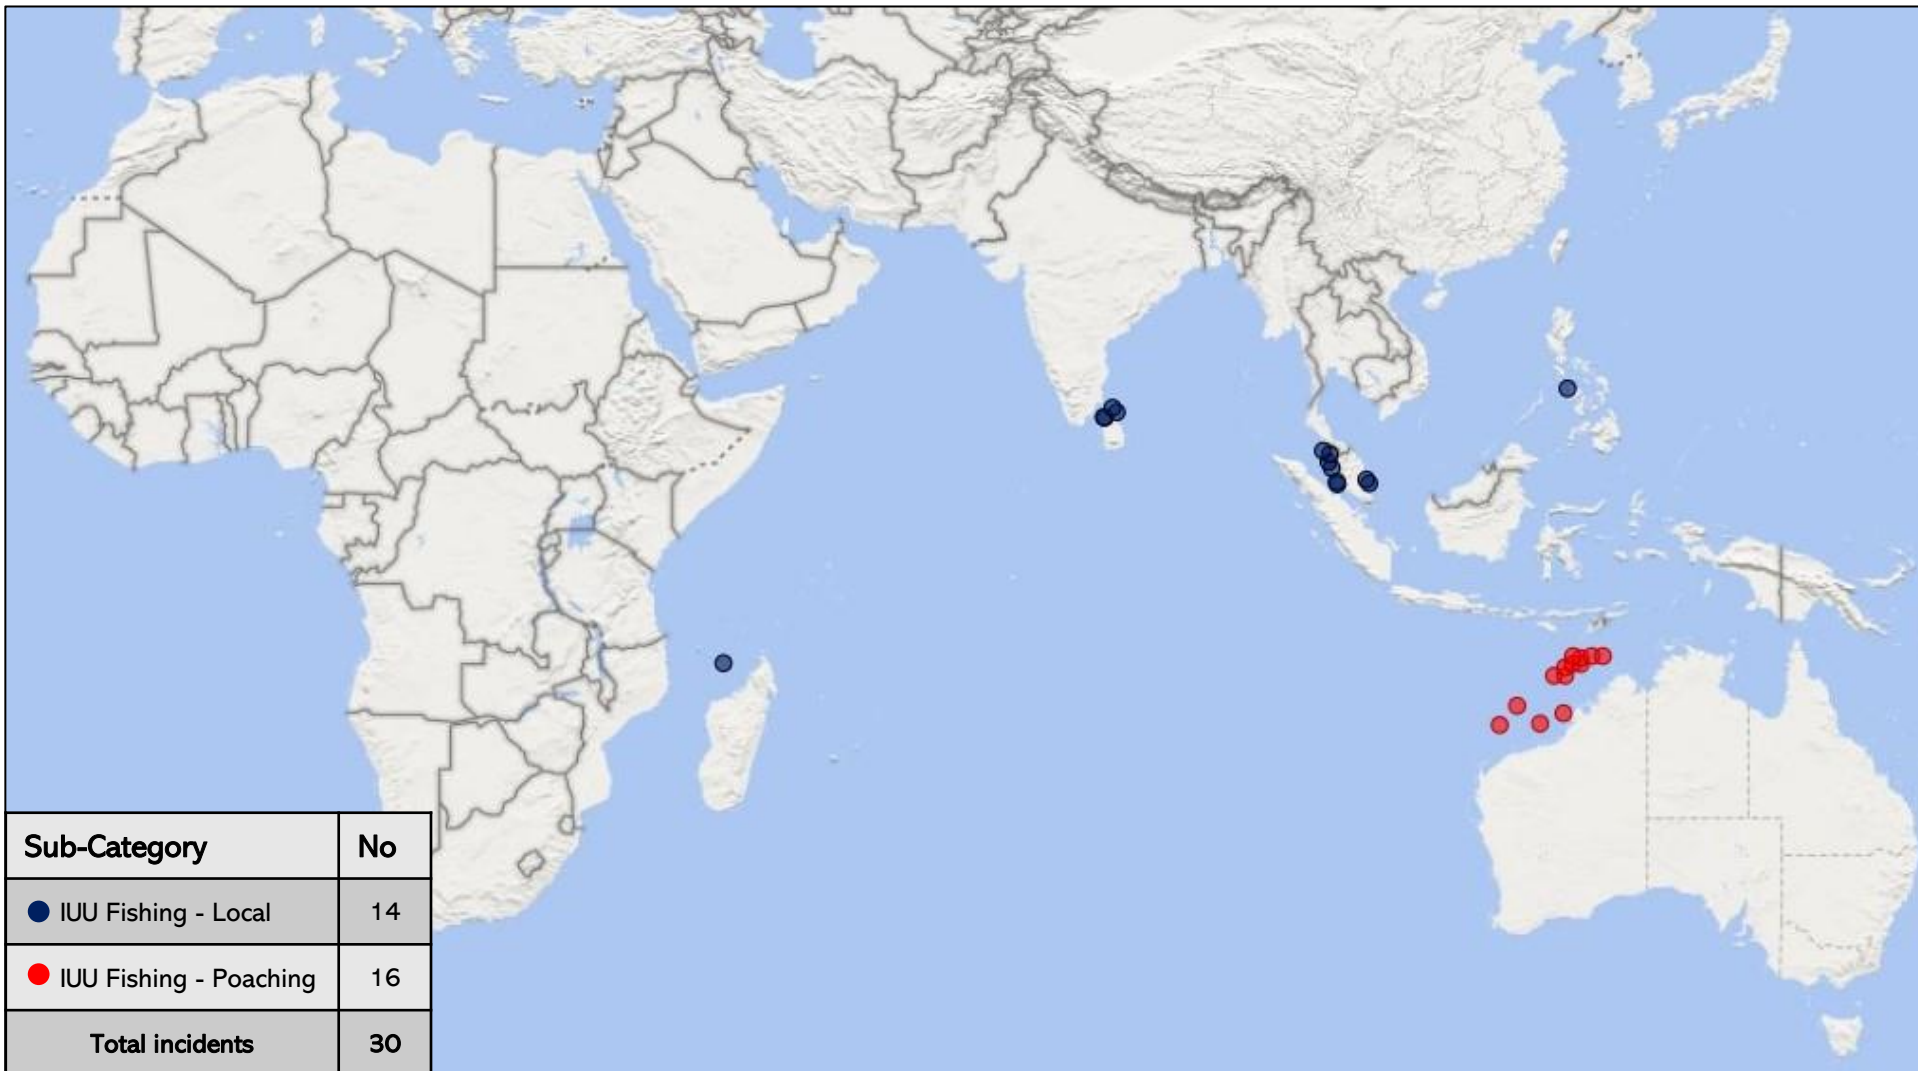 Sub-Category No
IUU Fishing - Local 14
IUU Fishing - Poaching 16
Total incidents 30